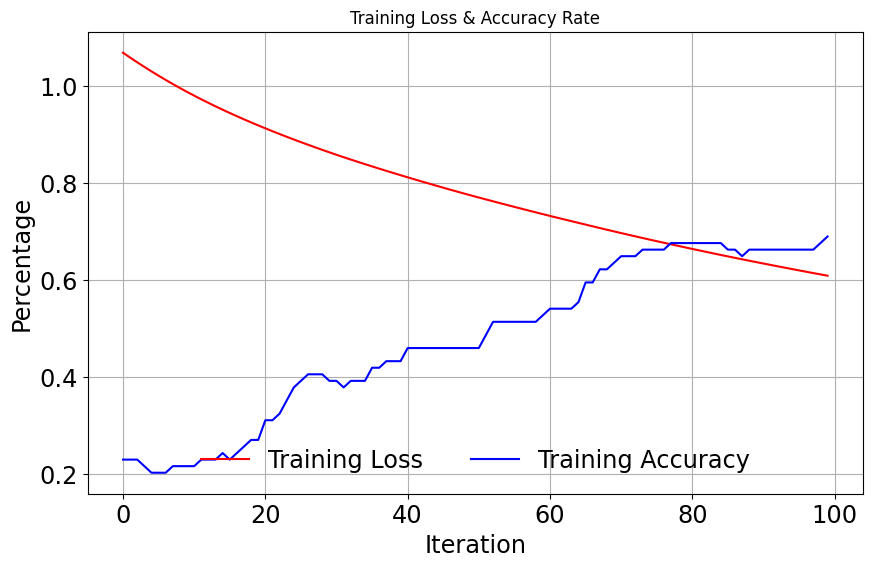 Training Loss & Accuracy Rate
1.0
0.8
0.6
0.4
0.2
Percentage
Training Loss
Training Accuracy
0
20
40
60
80
100
Iteration